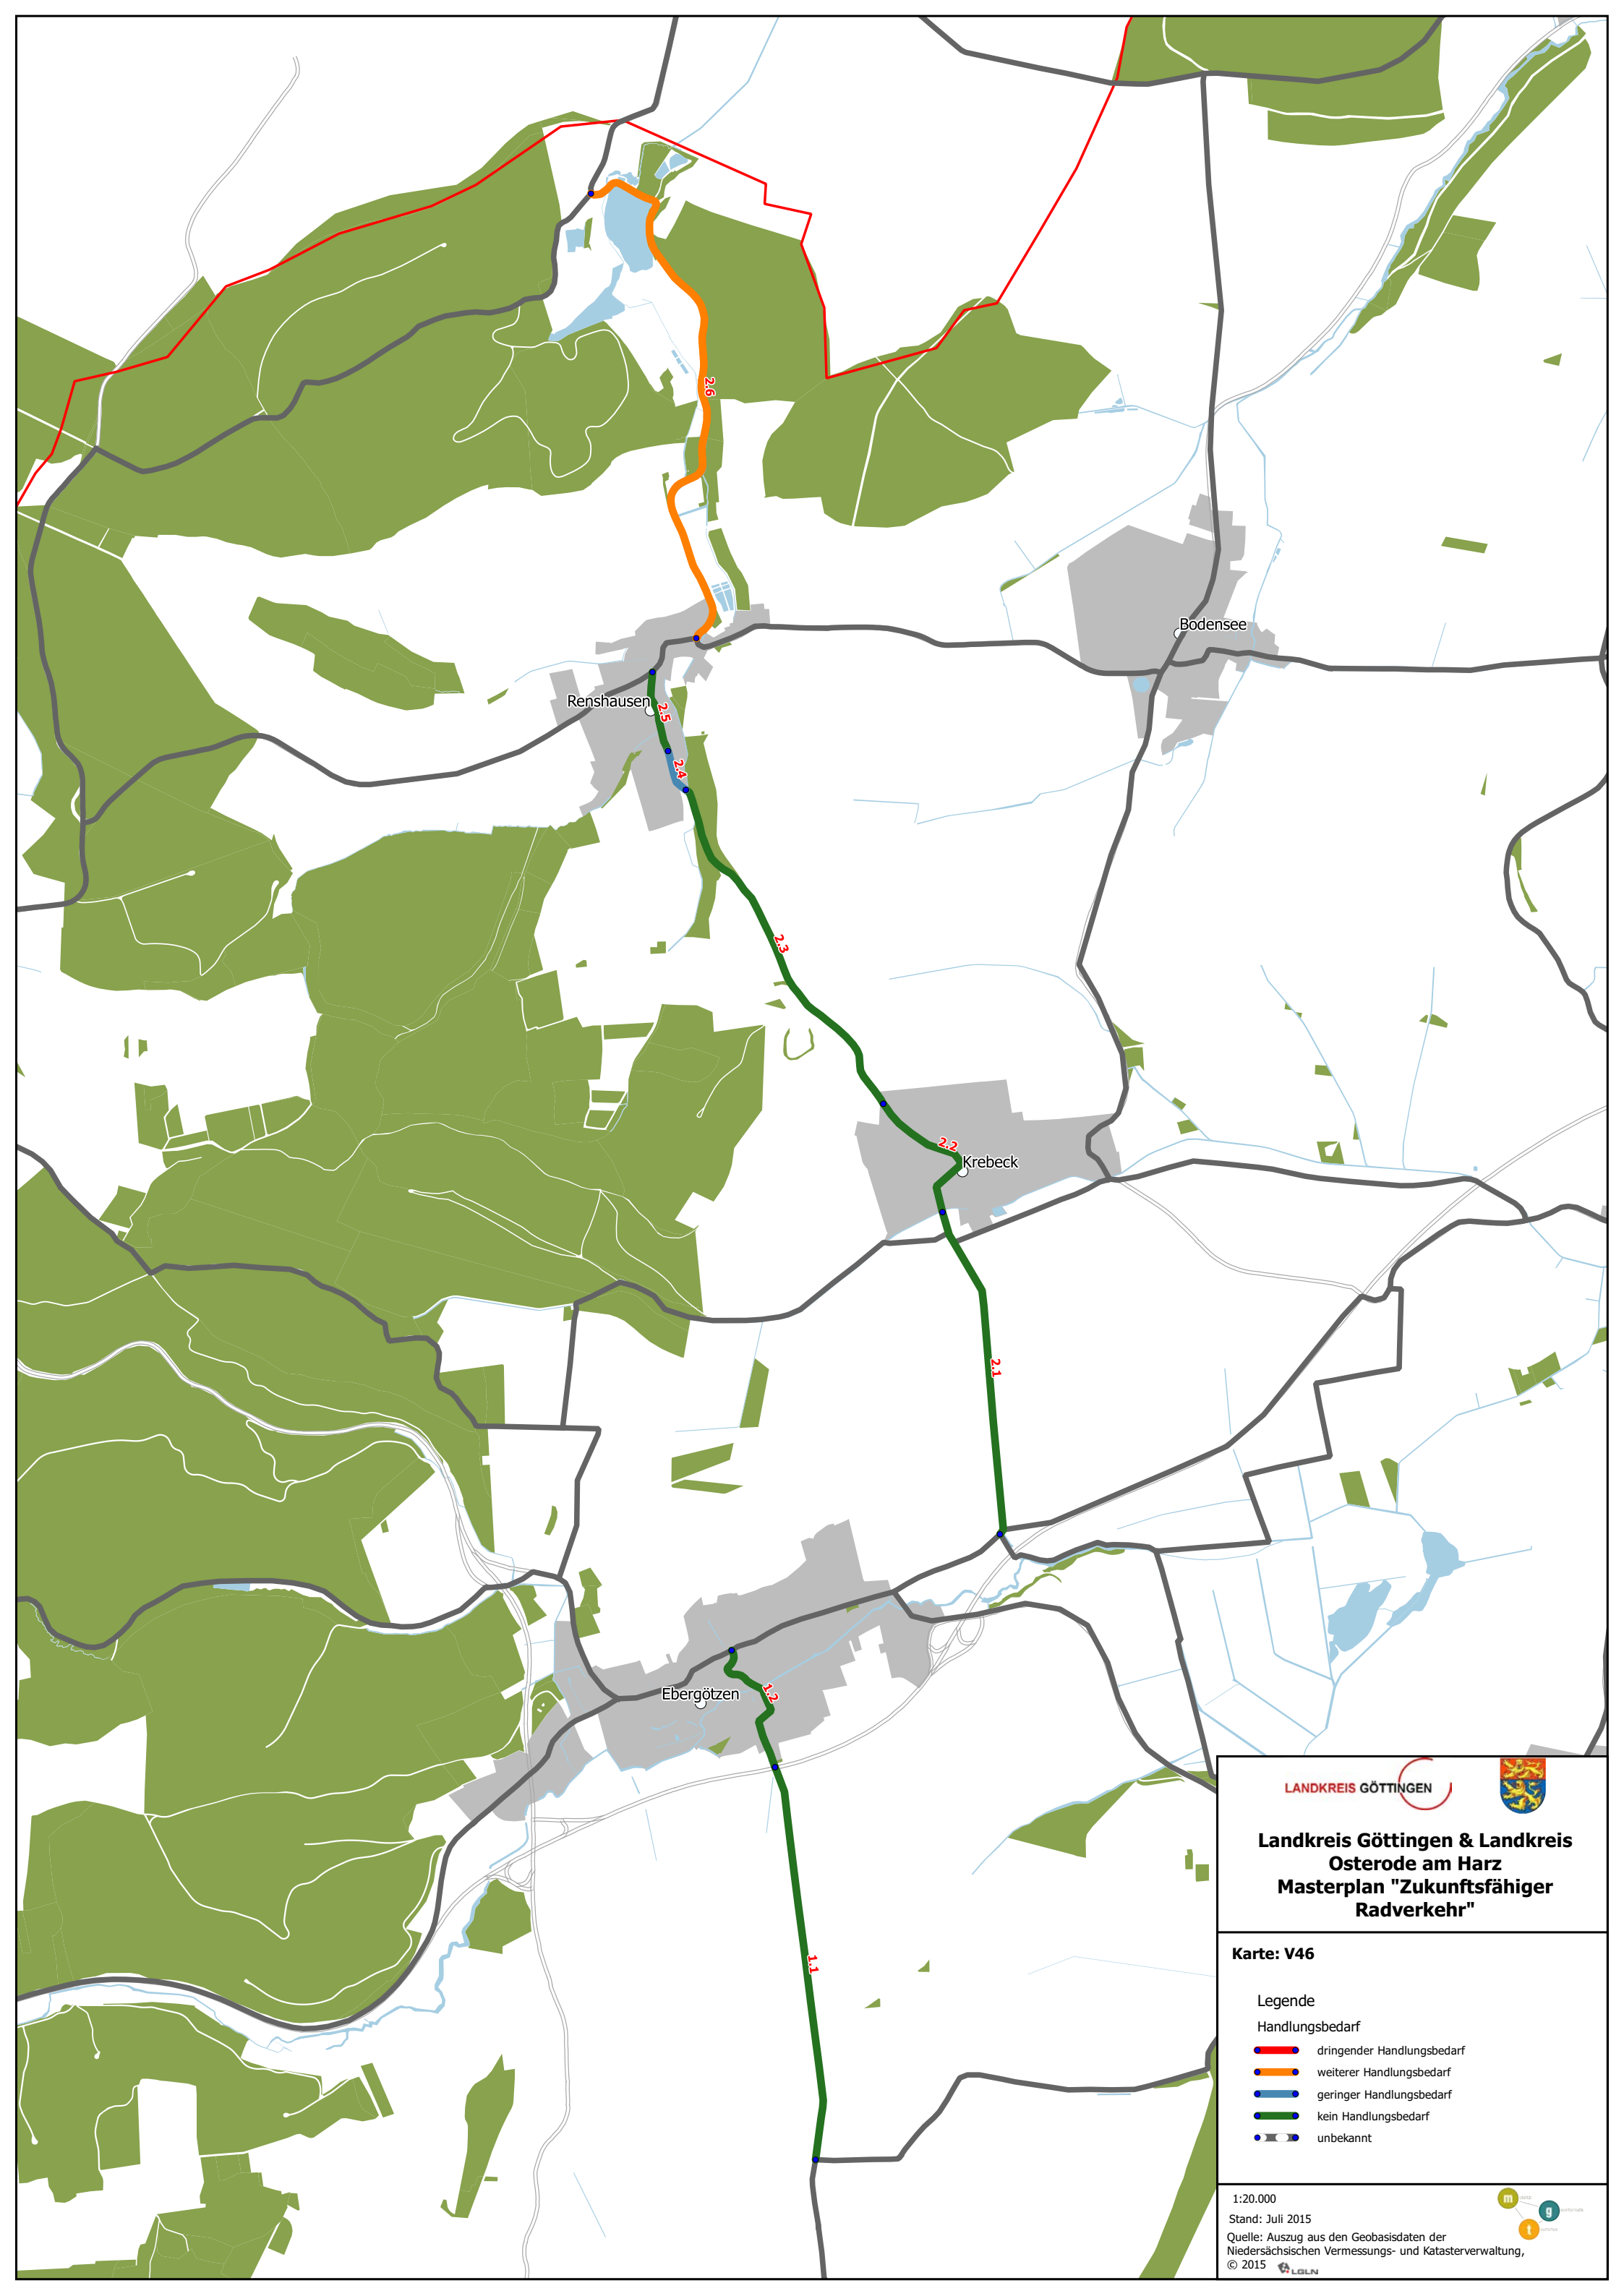 2.6
Bodensee
Renshausen
2.5
2.4
2.3
2.2
Krebeck
2.1
Ebergötzen
1.2
1.1
LANDKREIS GÖTTINGEN
Landkreis Göttingen & Landkreis
Osterode am Harz
Masterplan "Zukunftsfähiger
Radverkehr"
Karte: V46
Legende
Handlungsbedarf
dringender Handlungsbedarf
weiterer Handlungsbedarf
geringer Handlungsbedarf
kein Handlungsbedarf
unbekannt
1:20.000
Stand: Juli 2015
Quelle: Auszug aus den Geobasisdaten der
Niedersächsischen Vermessungs- und Katasterverwaltung,
© 2015 LGLN
m
g
t